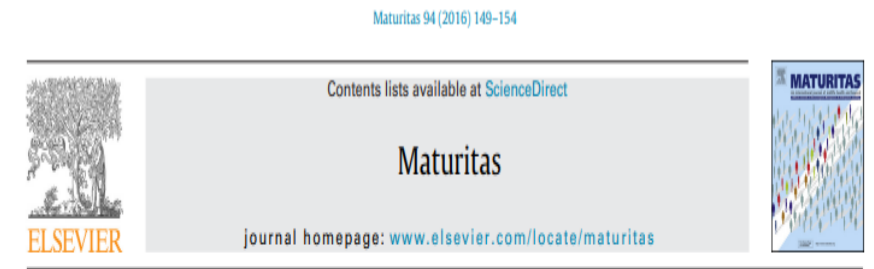 Maturitas 94 (2016) 149–154
Contents lists available at ScienceDirect
Maturitas
journal homepage: www.elsevier.com/locate/maturitas
ELSEVIER
MATURITAS